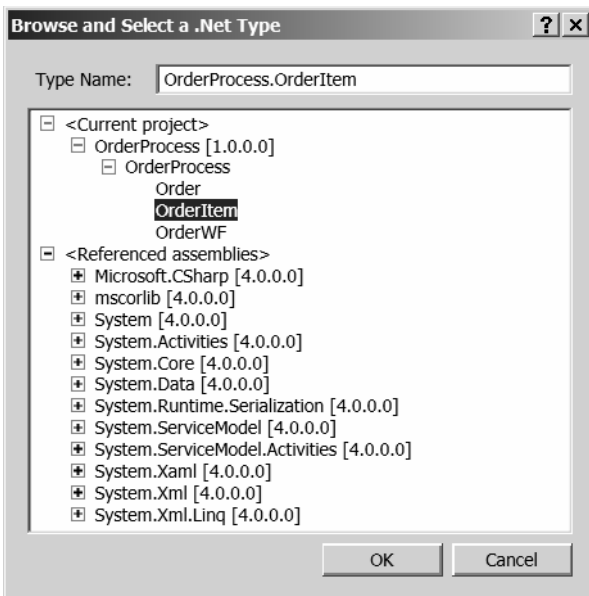 Browse and Select a .Net Type
Type Name: OrderProcess.OrderItem
<Current project>
OrderProcess [1.0.0.0]
OrderProcess
Order
OrderItem
OrderWF
<Referenced assemblies>
Microsoft.CSharp [4.0.0.0]
mscorlib [4.0.0.0]
System [4.0.0.0]
System.Activities [4.0.0.0]
System.Core [4.0.0.0]
System.Data [4.0.0.0]
System.Runtime.Serialization [4.0.0.0]
System.ServiceModel [4.0.0.0]
System.ServiceModel.Activities [4.0.0.0]
System.Xaml [4.0.0.0]
System.Xml [4.0.0.0]
System.Xml.Linq [4.0.0.0]
OK Cancel